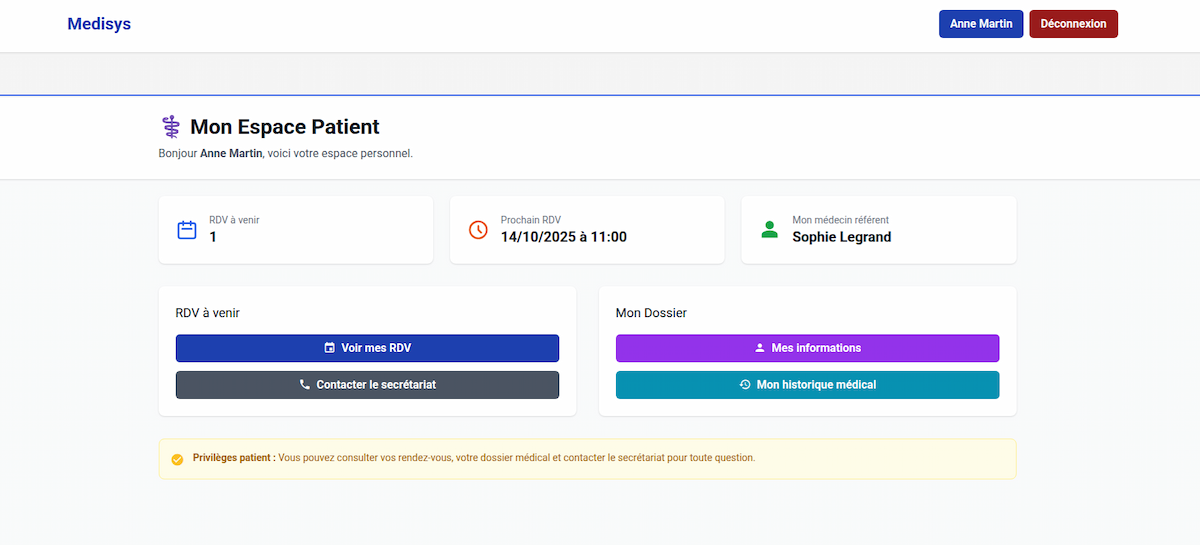 Medisys
Anne Martin
Déconnexion
Mon Espace Patient
Bonjour Anne Martin, voici votre espace personnel.
RDV à venir
1
Prochain RDV
14/10/2025 à 11:00
Mon médecin référent
Sophie Legrand
RDV à venir
Voir mes RDV
Contacter le secrétariat
Mon Dossier
Mes informations
Mon historique médical
Privilèges patient : Vous pouvez consulter vos rendez-vous, votre dossier médical et contacter le secrétariat pour toute question.